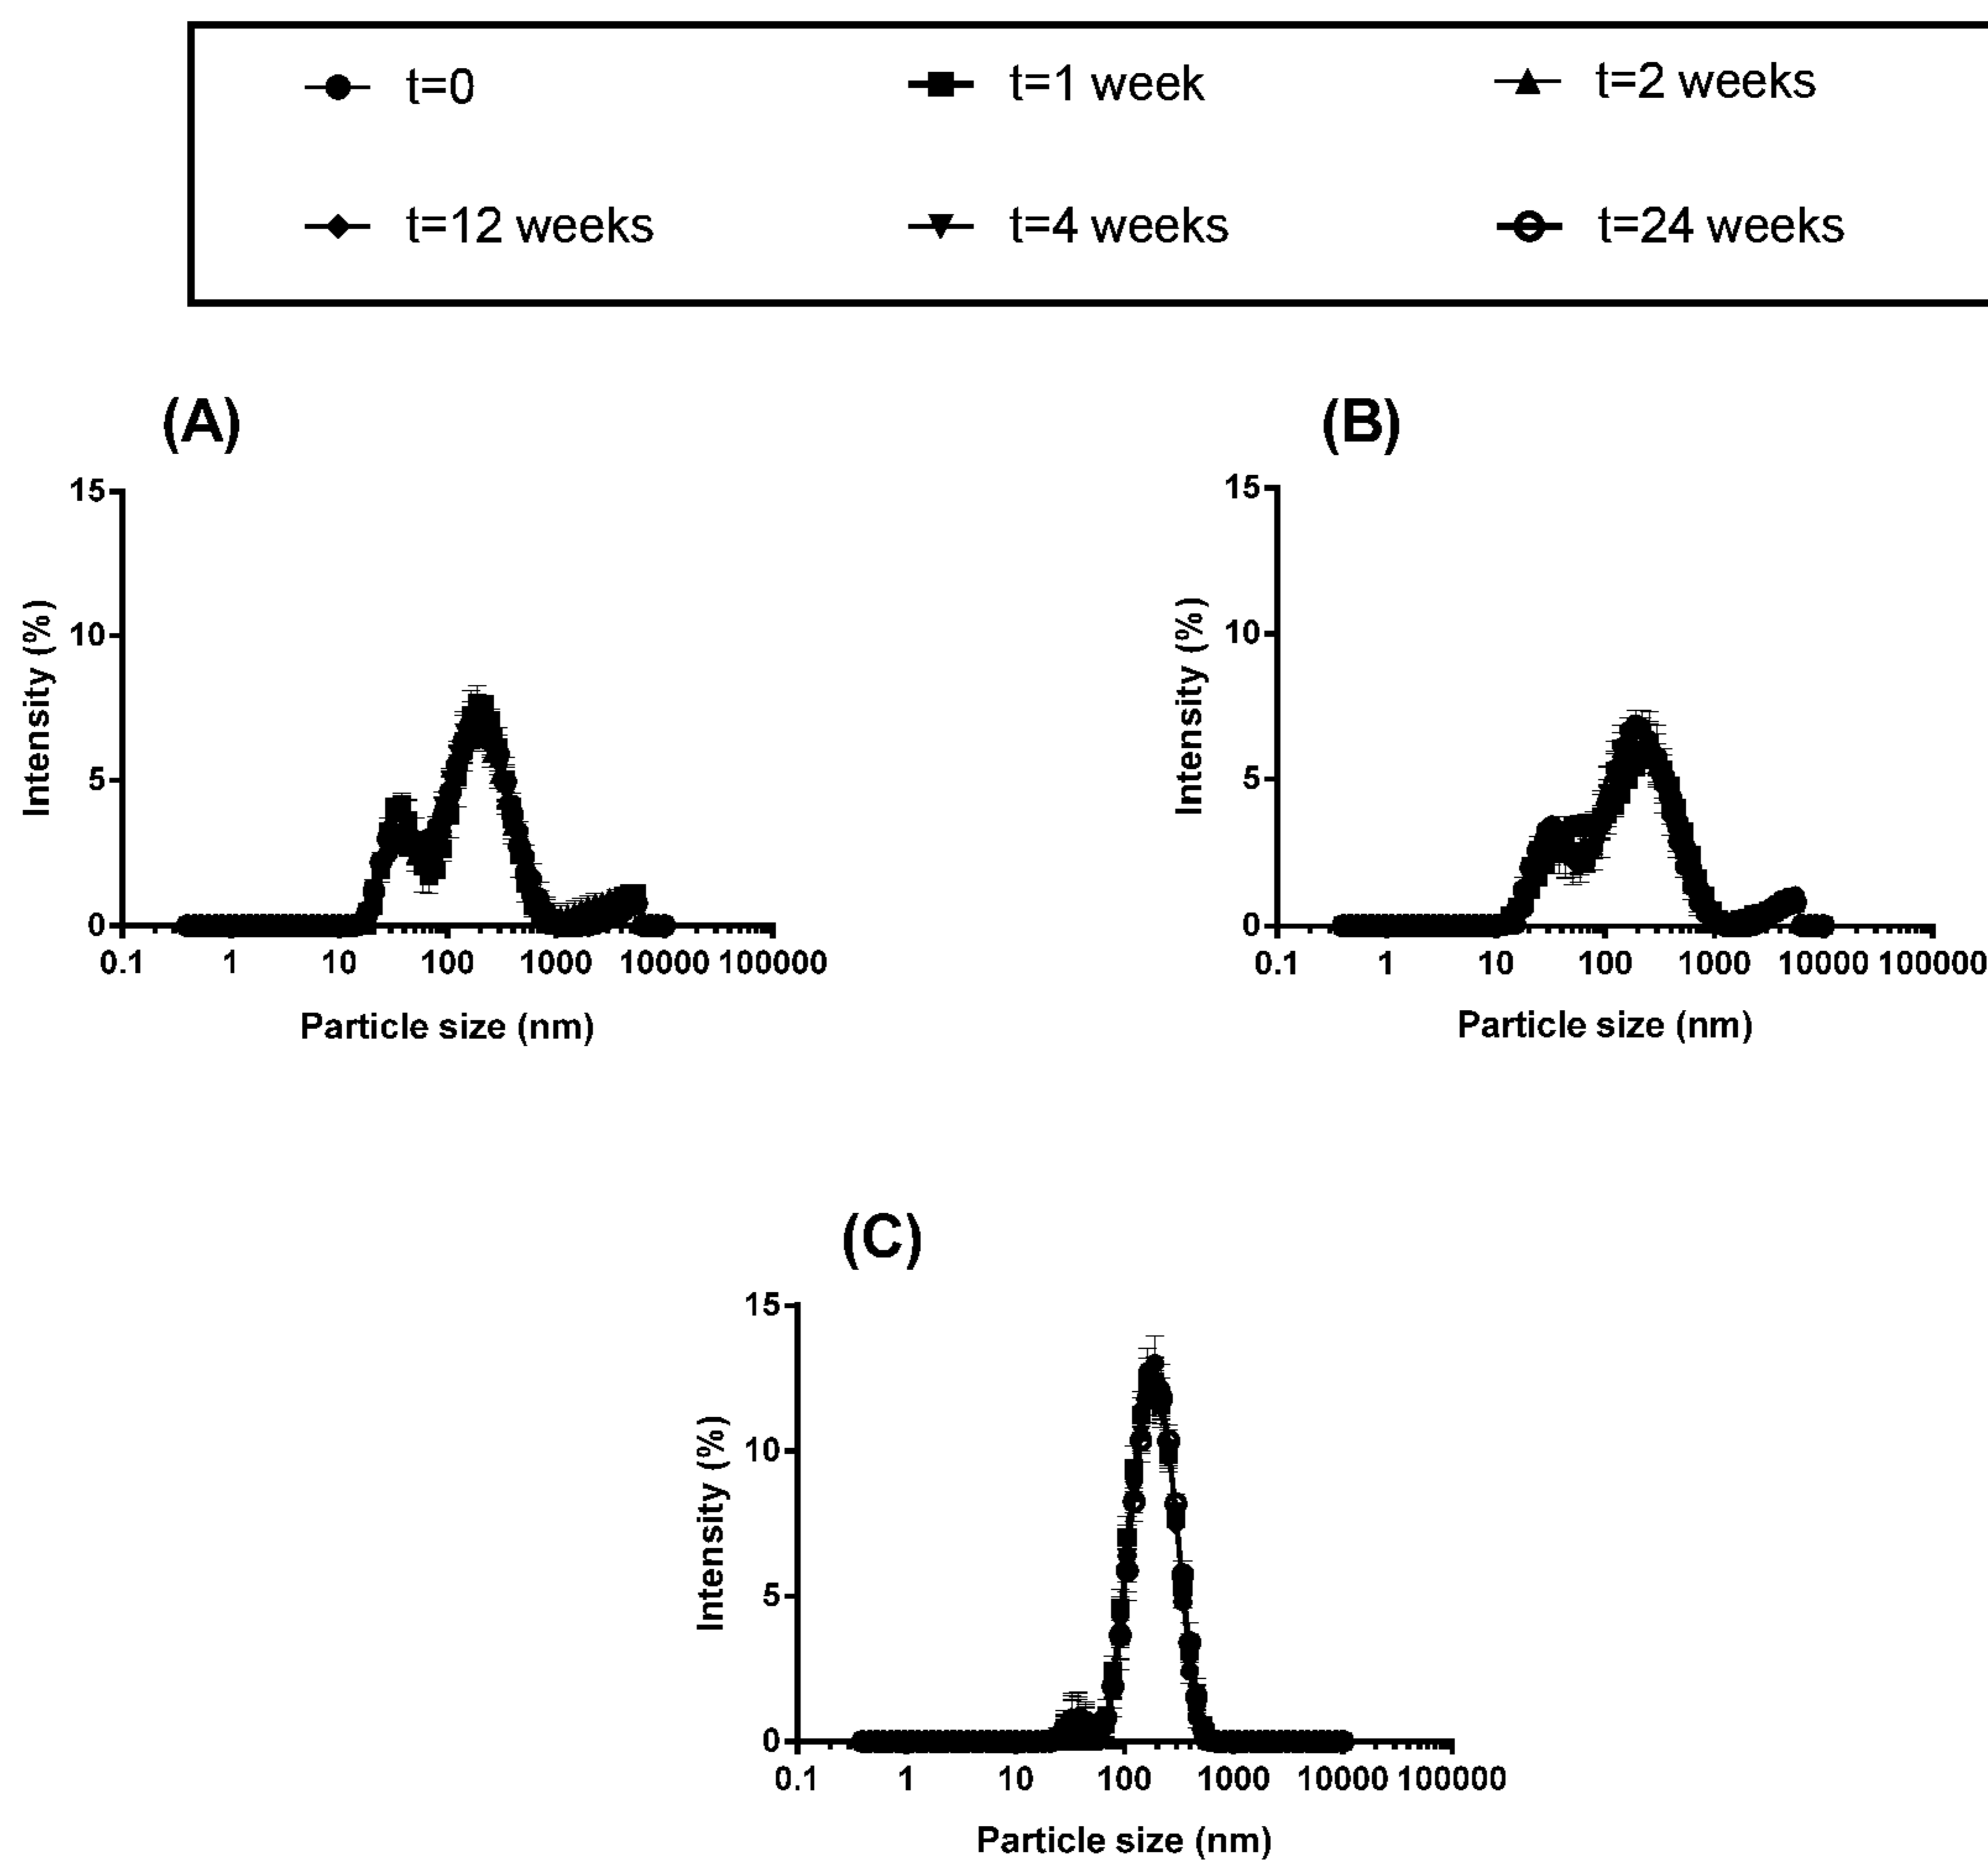 t=0 t=1 week t=2 weeks
t=12 weeks t=4 weeks t=24 weeks
(A)
15
10
5
0
Intensity (%)
0.1 1 10 100 1000 10000 100000
Particle size (nm)
(B)
15
10
5
0
Intensity (%)
0.1 1 10 100 1000 10000 100000
Particle size (nm)
(C)
15
10
5
0
Intensity (%)
0.1 1 10 100 1000 10000 100000
Particle size (nm)